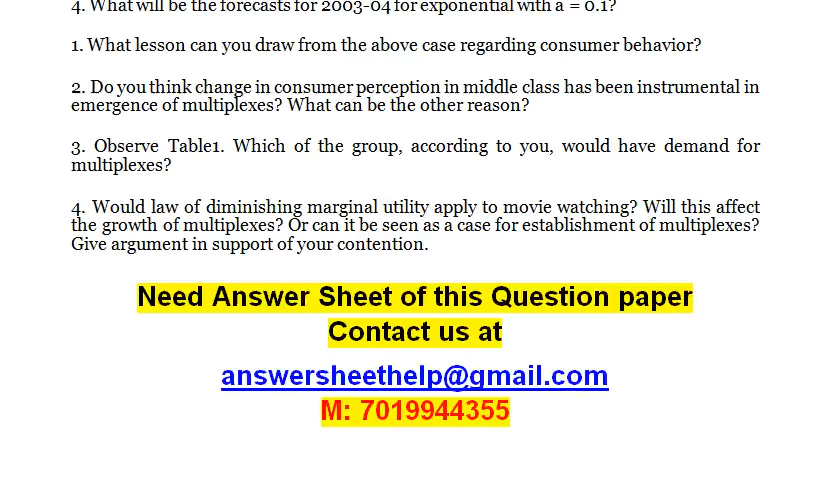 4. What will be the forecasts for 2003-04 for exponential with a = 0.1?
1. What lesson can you draw from the above case regarding consumer behavior?
2. Do you think change in consumer perception in middle class has been instrumental in
emergence of multiplexes? What can be the other reason?
3. Observe Table1. Which of the group, according to you, would have demand for
multiplexes?
4. Would law of diminishing marginal utility apply to movie watching? Will this affect
the growth of multiplexes? Or can it be seen as a case for establishment of multiplexes?
Give argument in support of your contention.
Need Answer Sheet of this Question paper
Contact us at
answersheethelp@gmail.com
M: 7019944355